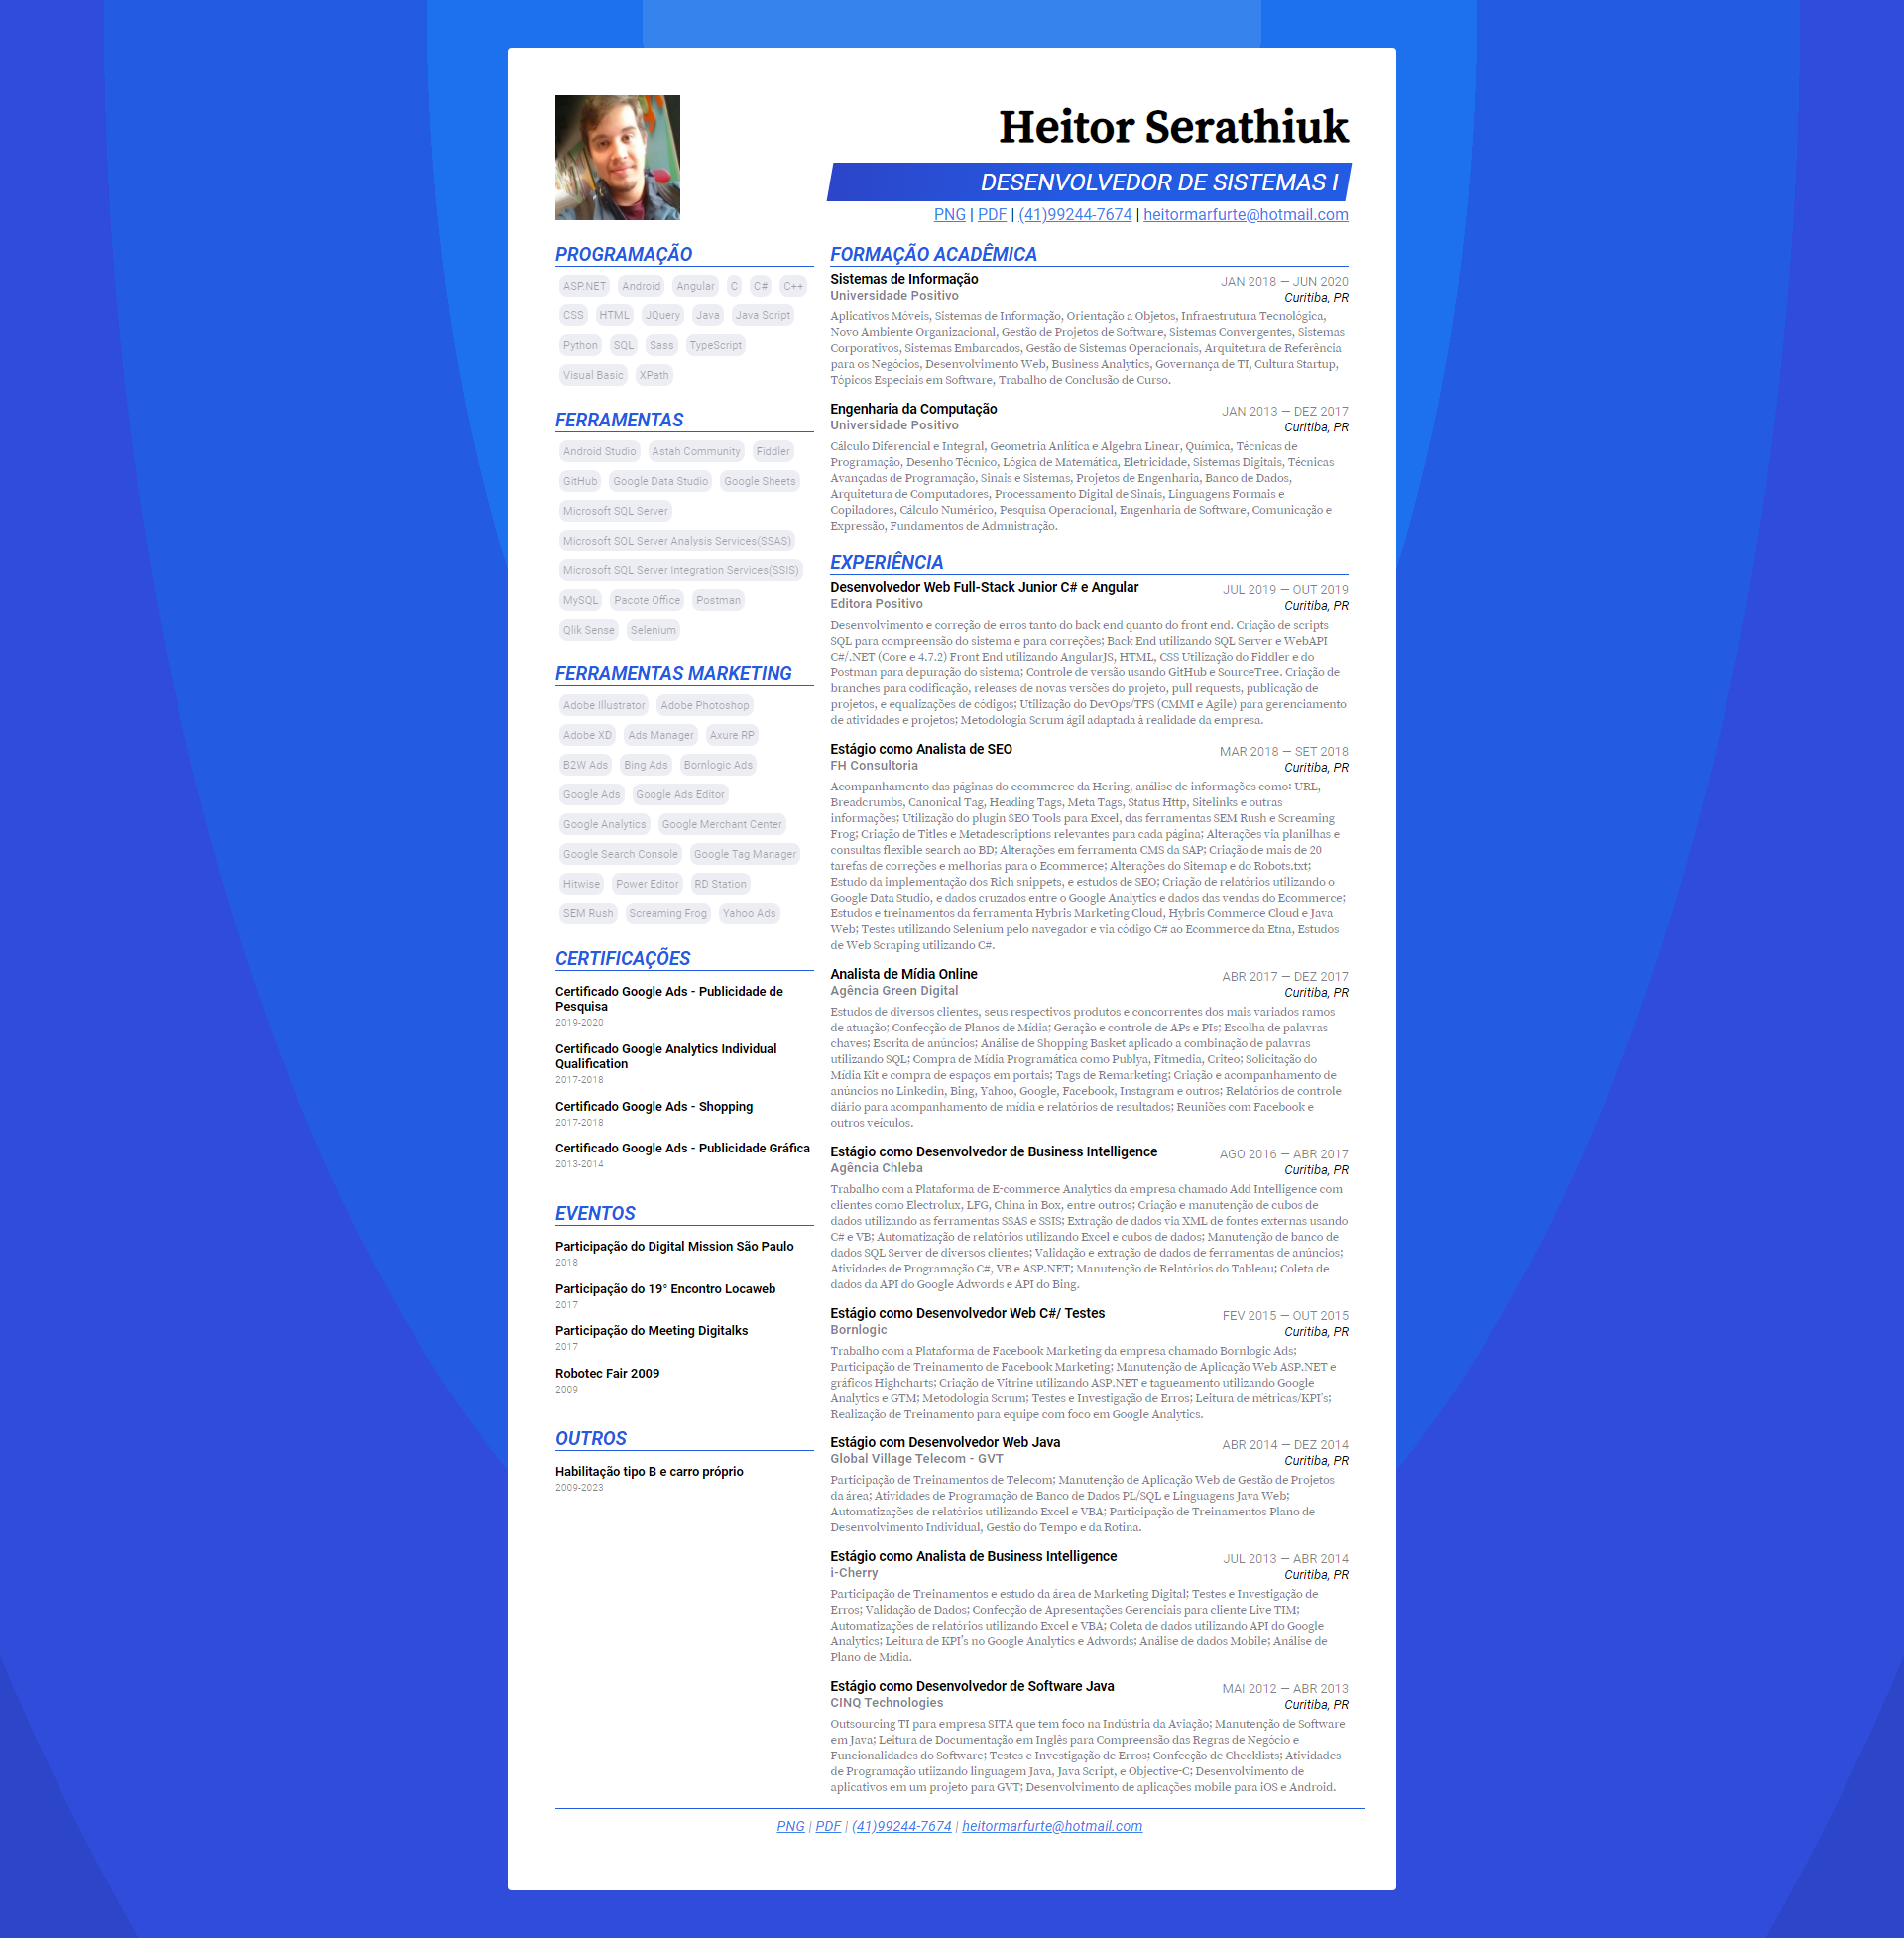 Heitor Serathiuk
DESENVOLVEDOR DE SISTEMAS I
PNG | PDF | (41)99244-7674 | heitormarfurte@hotmail.com
PROGRAMAÇÃO
ASP.NET Android Angular C C# C++
CSS HTML JQuery Java Java Script
Python SQL Sass TypeScript
Visual Basic XPath
FERRAMENTAS
Android Studio Astah Community Fiddler
GitHub Google Data Studio Google Sheets
Microsoft SQL Server
Microsoft SQL Server Analysis Services(SSAS)
Microsoft SQL Server Integration Services(SSIS)
MySQL Pacote Office Postman
Qlik Sense Selenium
FERRAMENTAS MARKETING
Adobe Illustrator Adobe Photoshop
Adobe XD Ads Manager Axure RP
B2W Ads Bing Ads Bornlogic Ads
Google Ads Google Ads Editor
Google Analytics Google Merchant Center
Google Search Console Google Tag Manager
Hitwise Power Editor RD Station
SEM Rush Screaming Frog Yahoo Ads
CERTIFICAÇÕES
Certificado Google Ads - Publicidade de
Pesquisa
2019-2020
Certificado Google Analytics Individual
Qualification
2017-2018
Certificado Google Ads - Shopping
2017-2018
Certificado Google Ads - Publicidade Gráfica
2013-2014
EVENTOS
Participação do Digital Mission São Paulo
2018
Participação do 19° Encontro Locaweb
2017
Participação do Meeting Digitalks
2017
Robotec Fair 2009
2009
OUTROS
Habilitação tipo B e carro próprio
2009-2023
FORMAÇÃO ACADÊMICA
Sistemas de Informação JAN 2018 — JUN 2020
Universidade Positivo Curitiba, PR
Aplicativos Móveis, Sistemas de Informação, Orientação a Objetos, Infraestrutura Tecnológica,
Novo Ambiente Organizacional, Gestão de Projetos de Software, Sistemas Convergentes, Sistemas
Corporativos, Sistemas Embarcados, Gestão de Sistemas Operacionais, Arquitetura de Referência
para os Negócios, Desenvolvimento Web, Business Analytics, Governança de TI, Cultura Startup,
Tópicos Especiais em Software, Trabalho de Conclusão de Curso.
Engenharia da Computação JAN 2013 — DEZ 2017
Universidade Positivo Curitiba, PR
Cálculo Diferencial e Integral, Geometria Anlítica e Algebra Linear, Química, Técnicas de
Programação, Desenho Técnico, Lógica de Matemática, Eletricidade, Sistemas Digitais, Técnicas
Avançadas de Programação, Sinais e Sistemas, Projetos de Engenharia, Banco de Dados,
Arquitetura de Computadores, Processamento Digital de Sinais, Linguagens Formais e
Copiladores, Cálculo Numérico, Pesquisa Operacional, Engenharia de Software, Comunicação e
Expressão, Fundamentos de Admnistração.
EXPERIÊNCIA
Desenvolvedor Web Full-Stack Junior C# e Angular JUL 2019 — OUT 2019
Editora Positivo Curitiba, PR
Desenvolvimento e correção de erros tanto do back end quanto do front end. Criação de scripts
SQL para compreensão do sistema e para correções; Back End utilizando SQL Server e WebAPI
C#/.NET (Core e 4.7.2) Front End utilizando AngularJS, HTML, CSS Utilização do Fiddler e do
Postman para depuração do sistema; Controle de versão usando GitHub e SourceTree. Criação de
branches para codificação, releases de novas versões do projeto, pull requests, publicação de
projetos, e equalizações de códigos; Utilização do DevOps/TFS (CMMI e Agile) para gerenciamento
de atividades e projetos; Metodologia Scrum ágil adaptada à realidade da empresa.
Estágio como Analista de SEO MAR 2018 — SET 2018
FH Consultoria Curitiba, PR
Acompanhamento das páginas do ecommerce da Hering, análise de informações como: URL,
Breadcrumbs, Canonical Tag, Heading Tags, Meta Tags, Status Http, Sitelinks e outras
informações; Utilização do plugin SEO Tools para Excel, das ferramentas SEM Rush e Screaming
Frog; Criação de Titles e Metadescriptions relevantes para cada página; Alterações via planilhas e
consultas flexible search ao BD; Alterações em ferramenta CMS da SAP; Criação de mais de 20
tarefas de correções e melhorias para o Ecommerce; Alterações do Sitemap e do Robots.txt;
Estudo da implementação dos Rich snippets, e estudos de SEO; Criação de relatórios utilizando o
Google Data Studio, e dados cruzados entre o Google Analytics e dados das vendas do Ecommerce;
Estudos e treinamentos da ferramenta Hybris Marketing Cloud, Hybris Commerce Cloud e Java
Web; Testes utilizando Selenium pelo navegador e via código C# ao Ecommerce da Etna, Estudos
de Web Scraping utilizando C#.
Analista de Mídia Online ABR 2017 — DEZ 2017
Agência Green Digital Curitiba, PR
Estudos de diversos clientes, seus respectivos produtos e concorrentes dos mais variados ramos
de atuação; Confecção de Planos de Mídia; Geração e controle de APs e PIs; Escolha de palavras
chaves; Escrita de anúncios; Análise de Shopping Basket aplicado a combinação de palavras
utilizando SQL; Compra de Mídia Programática como Publya, Fitmedia, Criteo; Solicitação do
Mídia Kit e compra de espaços em portais; Tags de Remarketing; Criação e acompanhamento de
anúncios no Linkedin, Bing, Yahoo, Google, Facebook, Instagram e outros; Relatórios de controle
diário para acompanhamento de mídia e relatórios de resultados; Reuniões com Facebook e
outros veículos.
Estágio como Desenvolvedor de Business Intelligence AGO 2016 — ABR 2017
Agência Chleba Curitiba, PR
Trabalho com a Plataforma de E-commerce Analytics da empresa chamado Add Intelligence com
clientes como Electrolux, LFG, China in Box, entre outros; Criação e manutenção de cubos de
dados utilizando as ferramentas SSAS e SSIS; Extração de dados via XML de fontes externas usando
C# e VB; Automatização de relatórios utilizando Excel e cubos de dados; Manutenção de banco de
dados SQL Server de diversos clientes; Validação e extração de dados de ferramentas de anúncios;
Atividades de Programação C#, VB e ASP.NET; Manutenção de Relatórios do Tableau; Coleta de
dados da API do Google Adwords e API do Bing.
Estágio como Desenvolvedor Web C#/ Testes FEV 2015 — OUT 2015
Bornlogic Curitiba, PR
Trabalho com a Plataforma de Facebook Marketing da empresa chamado Bornlogic Ads;
Participação de Treinamento de Facebook Marketing; Manutenção de Aplicação Web ASP.NET e
gráficos Highcharts; Criação de Vitrine utilizando ASP.NET e tagueamento utilizando Google
Analytics e GTM; Metodologia Scrum; Testes e Investigação de Erros; Leitura de métricas/KPI's;
Realização de Treinamento para equipe com foco em Google Analytics.
Estágio com Desenvolvedor Web Java ABR 2014 — DEZ 2014
Global Village Telecom - GVT Curitiba, PR
Participação de Treinamentos de Telecom; Manutenção de Aplicação Web de Gestão de Projetos
da área; Atividades de Programação de Banco de Dados PL/SQL e Linguagens Java Web;
Automatizações de relatórios utilizando Excel e VBA; Participação de Treinamentos Plano de
Desenvolvimento Individual, Gestão do Tempo e da Rotina.
Estágio como Analista de Business Intelligence JUL 2013 — ABR 2014
i-Cherry Curitiba, PR
Participação de Treinamentos e estudo da área de Marketing Digital; Testes e Investigação de
Erros; Validação de Dados; Confecção de Apresentações Gerenciais para cliente Live TIM;
Automatizações de relatórios utilizando Excel e VBA; Coleta de dados utilizando API do Google
Analytics; Leitura de KPI's no Google Analytics e Adwords; Análise de dados Mobile; Análise de
Plano de Mídia.
Estágio como Desenvolvedor de Software Java MAI 2012 — ABR 2013
CINQ Technologies Curitiba, PR
Outsourcing TI para empresa SITA que tem foco na Indústria da Aviação; Manutenção de Software
em Java; Leitura de Documentação em Inglês para Compreensão das Regras de Negócio e
Funcionalidades do Software; Testes e Investigação de Erros; Confecção de Checklists; Atividades
de Programação utiizando linguagem Java, Java Script, e Objective-C; Desenvolvimento de
aplicativos em um projeto para GVT; Desenvolvimento de aplicações mobile para iOS e Android.
PNG | PDF | (41)99244-7674 | heitormarfurte@hotmail.com